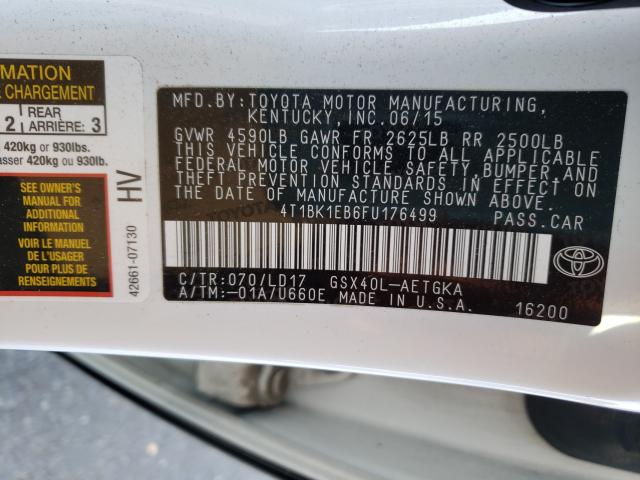 MATION
E CHARGEMENT
2 REAR ARRIÈRE: 3
420kg or 930lbs.
asser 420kg ou 930lb.
SEE OWNER'S
MANUAL FOR
ADDITIONAL
INFORMATION
VOIR LE MANUEL
DE L'USAGER
POUR PLUS DE
RENSEIGNEMENTS
HV
42661-07130
MFD.BY:TOYOTA MOTOR MANUFACTURING,
KENTUCKY, INC.06/15
GVWR 4590LB GAWR FR 2625LB RR 2500LB
THIS VEHICLE CONFORMS TO ALL APPLICABLE
FEDERAL MOTOR VEHICLE SAFETY,BUMPER,AND
THEFT PREVENTION STANDARDS IN EFFECT ON
THE DATE OF MANUFACTURE SHOWN ABOVE.
4T1BK1EB6FU176499 PASS.CAR
C/TR:070/LD17 GSX40L-AETGKA
A/TM:-01A/U660E MADE IN U.S.A. 16200
TOYOTA